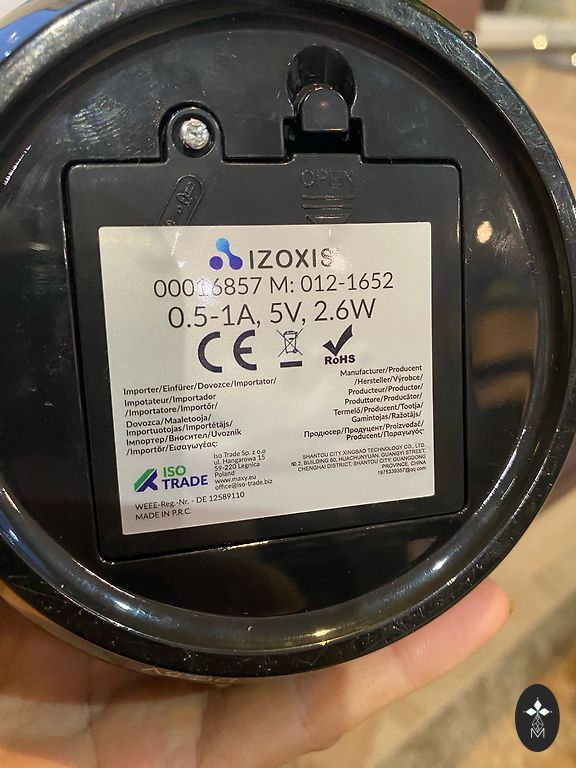 OPEN
IZOXIS
00016857 M: 012-1652
0.5-1A, 5V, 2.6W
CE
RoHS
Importer/Einfürer/Dovozce/Importator/
Impotateur/Importador
/Importatore/Importőr/
Dovozca/Maaletooja/
Importuotojas/Importētājs/
Імпортер/Вносител/Uvoznik
/Importör/Εισαγωγέας:
ISO
TRADE
Iso Trade Sp. z o.o
ul. Hangarowa 15
59-220 Legnica
Poland
www.maxy.eu
office@iso-trade.biz
WEEE-Reg.-Nr. - DE 12589110
MADE IN P.R.C.
Manufacturer/Producent
/Hersteller/Výrobce/
Producteur/Productor/
Produttore/Producător/
Termelő/Producent/Tootja/
Gamintojas/Ražotājs/
Продюсер/Продуцент/Proizvođač/
Producent/Παραγωγός:
SHANTOU CITY XINGBAO TECHNOLOGY CO., LTD.
NO.2, BUILDING 60, HUACHUNYUAN, GUANGYI STREET,
CHENGHAI DISTRICT, SHANTOU CITY, GUANGDONG
PROVINCE, CHINA
1975339357@qq.com
M